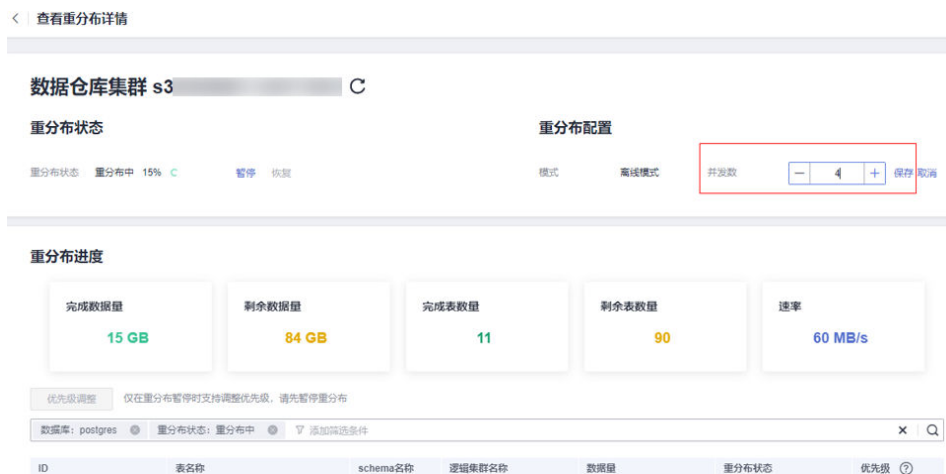 查看重分布详情
数据仓库集群 s3
重分布状态
重分布配置
重分布状态 重分布中 15% 暂停 恢复
模式 离线模式 并发数 4 保存 取消
重分布进度
完成数据量 剩余数据量 完成表数量 剩余表数量 速率
15 GB 84 GB 11 90 60 MB/s
优先级调整 仅在重分布暂停时支持调整优先级，请先暂停重分布
数据库：postgres 重分布状态：重分布中 添加筛选条件
ID 表名称 schema名称 逻辑集群名称 数据量 重分布状态 优先级